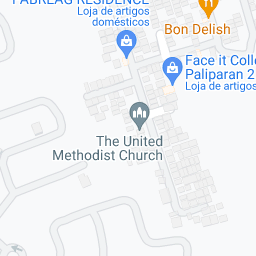 PABREAG RESIDENCE
Loja de artigos
domésticos
Bon Delish
Face it Coll
Paliparan 2
Loja de artigos
The United
Methodist Church